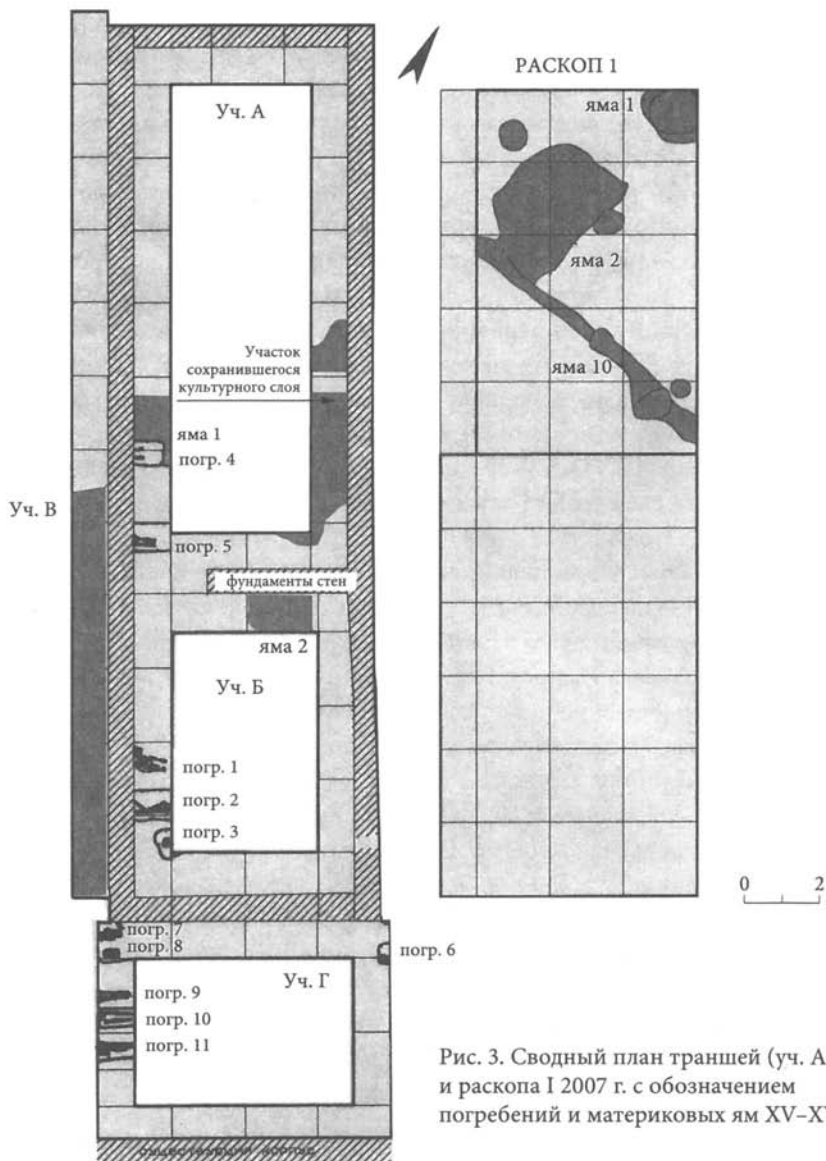 РАСКОП 1
Уч. А
яма 1
яма 2
яма 10
Участок
сохранившегося
культурного слоя
яма 1
погр. 4
Уч. В
погр. 5
фундаменты стен
яма 2
Уч. Б
погр. 1
погр. 2
погр. 3
0 2
погр. 7
погр. 8
погр. 6
Уч. Г
погр. 9
погр. 10
погр. 11
Рис. 3. Сводный план траншей (уч. А
и раскопа I 2007 г. с обозначением
погребений и материковых ям XV–XV